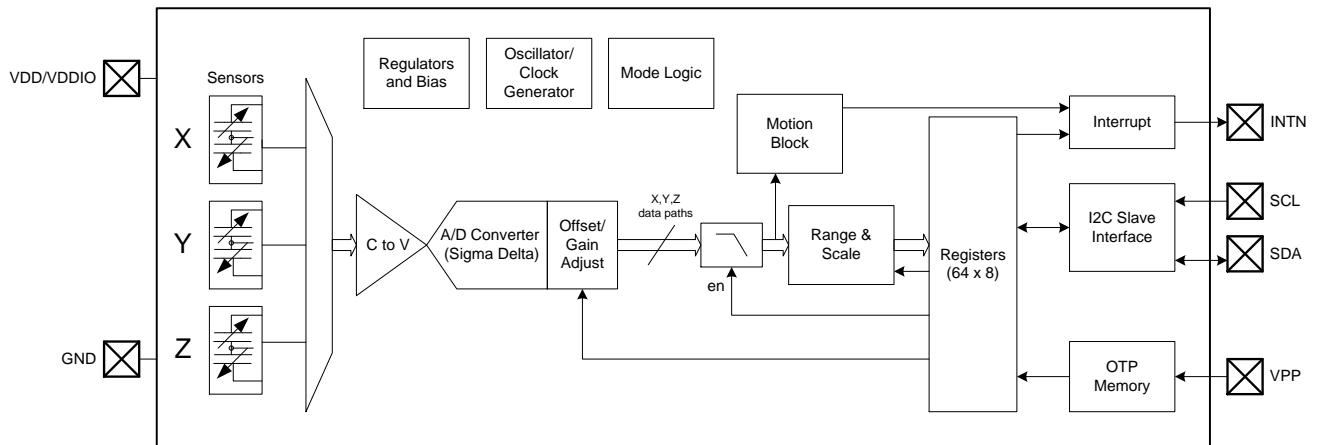 VDD/VDDIO
GND
Sensors
X
Y
Z
Regulators
and Bias
Oscillator/
Clock
Generator
Mode Logic
C to V
A/D Converter
(Sigma Delta)
Offset/
Gain
Adjust
X,Y,Z
data paths
en
Motion
Block
Range &
Scale
Registers
(64 x 8)
Interrupt
I2C Slave
Interface
OTP
Memory
INTN
SCL
SDA
VPP